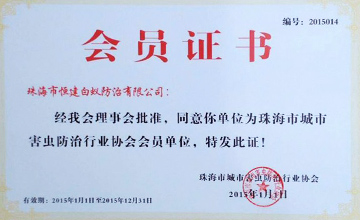 编号：2015014
会员证书
珠海市恒建白蚁防治有限公司：
经我会理事会批准，同意你单位为珠海市城市
害虫防治行业协会会员单位，特发此证！
珠海市城市害虫防治行业协会
2015年1月1日
有效期：2015年1月1日至2015年12月31日